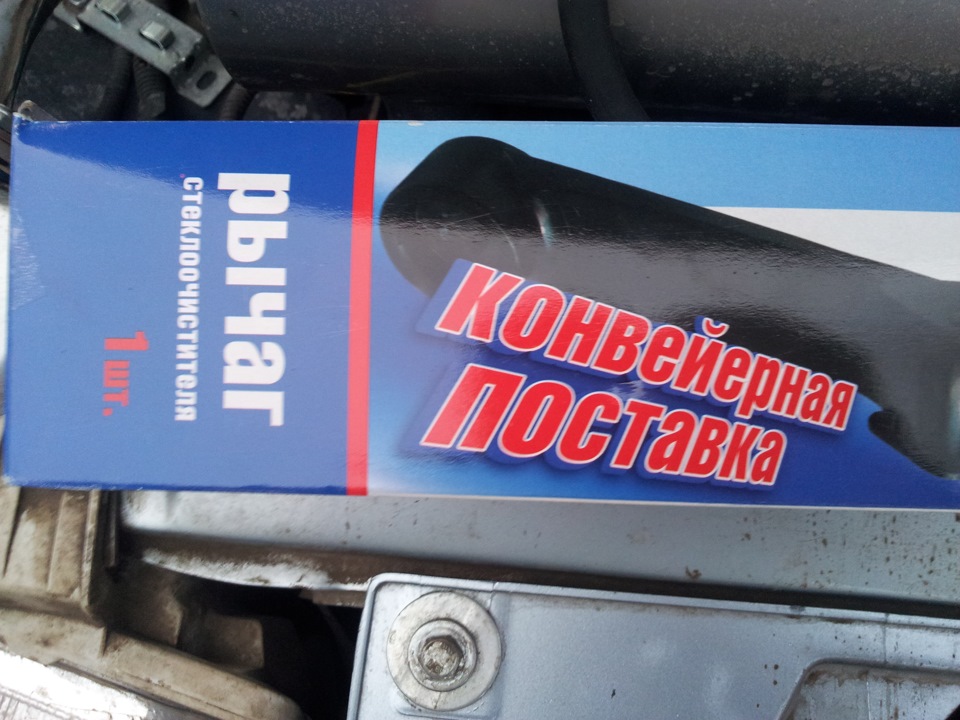 рычаг
стеклоочистителя
1 шт.
КОНВЕЙЕРНАЯ
ПОСТАВКА